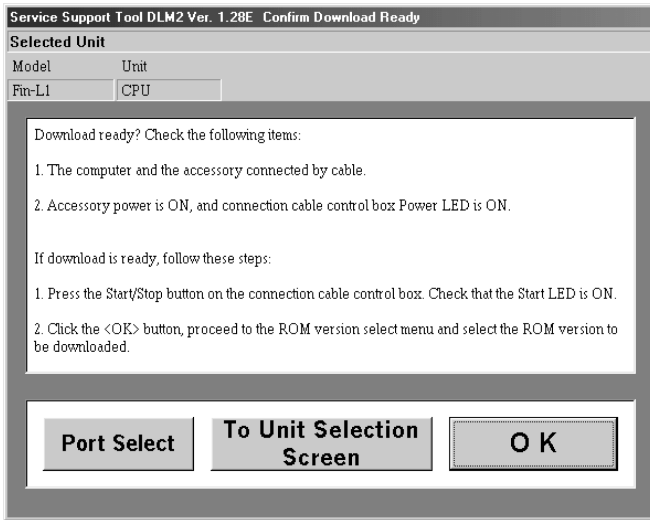 Service Support Tool DLM2 Ver. 1.28E Confirm Download Ready
Selected Unit
Model Unit
Fin-L1 CPU
Download ready? Check the following items:
1. The computer and the accessory connected by cable.
2. Accessory power is ON, and connection cable control box Power LED is ON.
If download is ready, follow these steps:
1. Press the Start/Stop button on the connection cable control box. Check that the Start LED is ON.
2. Click the <OK> button, proceed to the ROM version select menu and select the ROM version to
be downloaded.
Port Select
To Unit Selection
Screen
O K